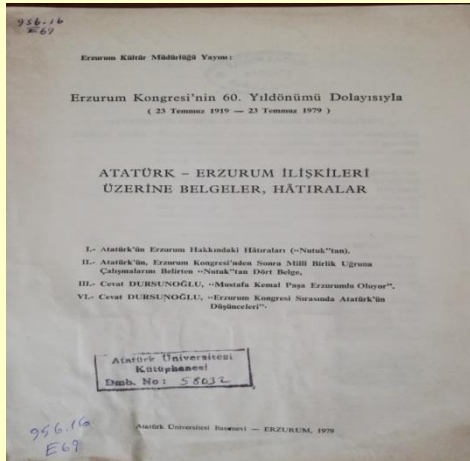 956.16
E69
Erzurum Kültür Müdürlüğü Yayını:
Erzurum Kongresi'nin 60. Yıldönümü Dolayısıyla
( 23 Temmuz 1919 — 23 Temmuz 1979 )
ATATÜRK – ERZURUM İLİŞKİLERİ
ÜZERİNE BELGELER, HÂTIRALAR
I.- Atatürk'ün Erzurum Hakkındaki Hâtıraları («Nutuk»tan).
II.- Atatürk'ün, Erzurum Kongresi'nden Sonra Millî Birlik Uğruna
Çalışmalarını Belirten «Nutuk»tan Dört Belge,
III.- Cevat DURSUNOĞLU, «Mustafa Kemal Paşa Erzurumlu Oluyor»,
VI.- Cevat DURSUNOĞLU, «Erzurum Kongresi Sırasında Atatürk'ün
Düşünceleri».
Atatürk Üniversitesi
Kütüphanesi
Dmb. No : 58032
956.16
E69
Atatürk Üniversitesi Basımevi — ERZURUM, 1979